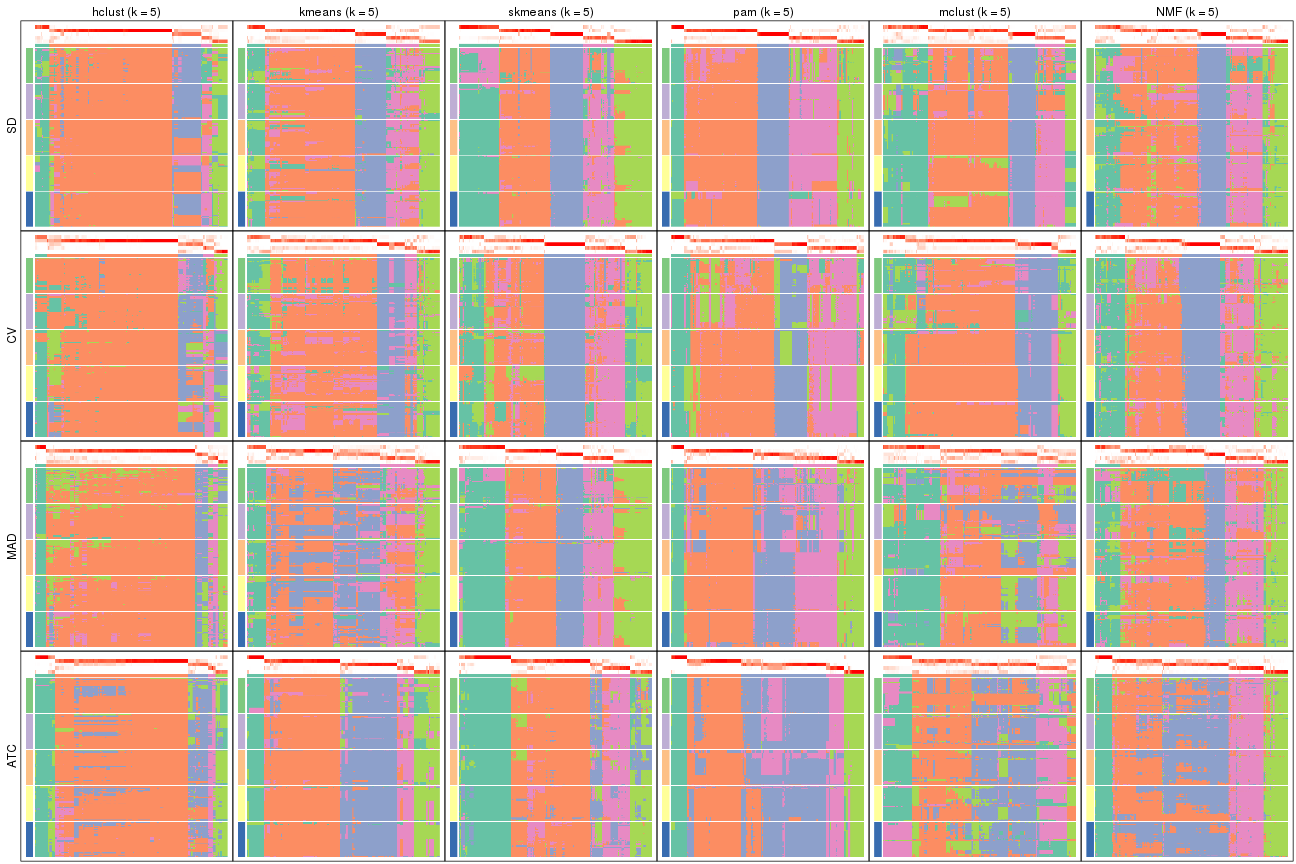 hclust (k = 5) kmeans (k = 5) skmeans (k = 5) pam (k = 5) mclust (k = 5) NMF (k = 5)
SD
CV
MAD
ATC